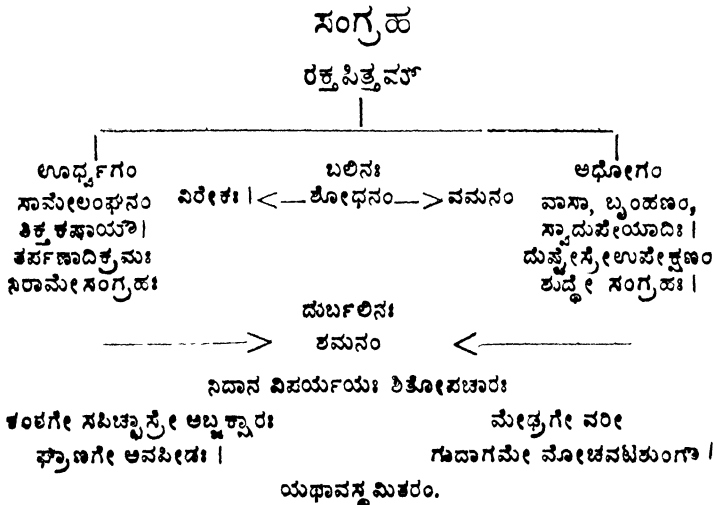 ಸಂಗ್ರಹ
ರಕ್ತಪಿತ್ತಮ್
ಊರ್ಧ್ವಗಂ
ಸಾಮೇಲಂಘನಂ
ತಿಕ್ತಕಷಾಯೌ।
ತರ್ಪಣಾದಿಕ್ರಮಃ
ನಿರಾಮೇಸಂಗ್ರಹಃ
ಬಲಿನಃ
ವಿರೇಕಃ। <—ಶೋಧನಂ—> ವಮನಂ
ಅಧೋಗಂ
ವಾಸಾ, ಬೃಂಹಣಂ,
ಸ್ವಾದುಪೇಯಾದಿಃ।
ದುಷ್ಟೇಸ್ರೇಉಪೇಕ್ಷಣಂ
ಶುದ್ಧೇ ಸಂಗ್ರಹಃ।
ದುರ್ಬಲಿನಃ
ಶಮನಂ
ನಿದಾನ ವಿಪರ್ಯಯಃ ಶಿತೋಪಚಾರಃ
ಕಂಠಗೇ ಸಪಿಚ್ಛಾಸ್ರೇ ಅಬ್ಜಕ್ಷಾರಃ
ಘ್ರಾಣಗೇ ಅವಪೀಡಃ।
ಮೇಢ್ರಗೇ ವರೀ
ಗುದಾಗಮೇ ಮೋಚವಟಶುಂಗೌ।
ಯಥಾವಸ್ಥಮಿತರಂ.